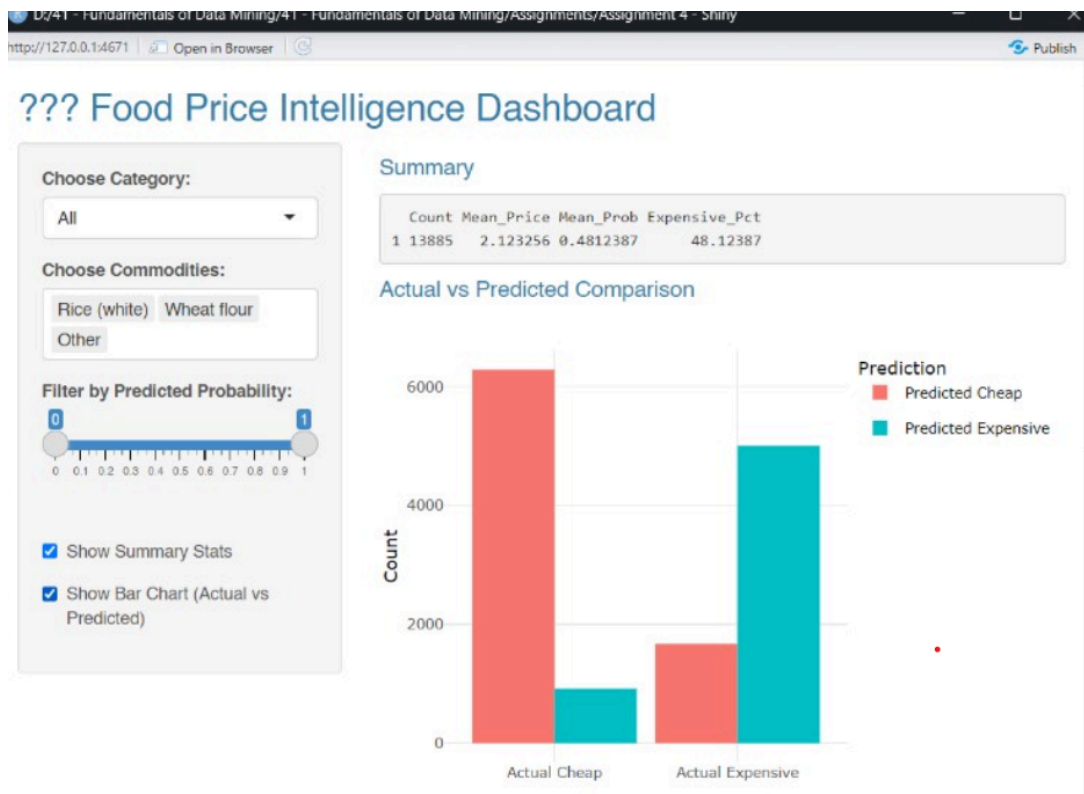 D:/41 - Fundamentals of Data Mining/41 - Fundamentals of Data Mining/Assignments/Assignment 4 - Shiny
http://127.0.0.1:4671 Open in Browser Publish
??? Food Price Intelligence Dashboard
Choose Category:
All
Choose Commodities:
Rice (white) Wheat flour
Other
Filter by Predicted Probability:
0 1
0 0.1 0.2 0.3 0.4 0.5 0.6 0.7 0.8 0.9 1
Show Summary Stats
Show Bar Chart (Actual vs
Predicted)
Summary
Count Mean_Price Mean_Prob Expensive_Pct
1 13885 2.123256 0.4812387 48.12387
Actual vs Predicted Comparison
Count
6000
4000
2000
0
Actual Cheap Actual Expensive
Prediction
Predicted Cheap
Predicted Expensive